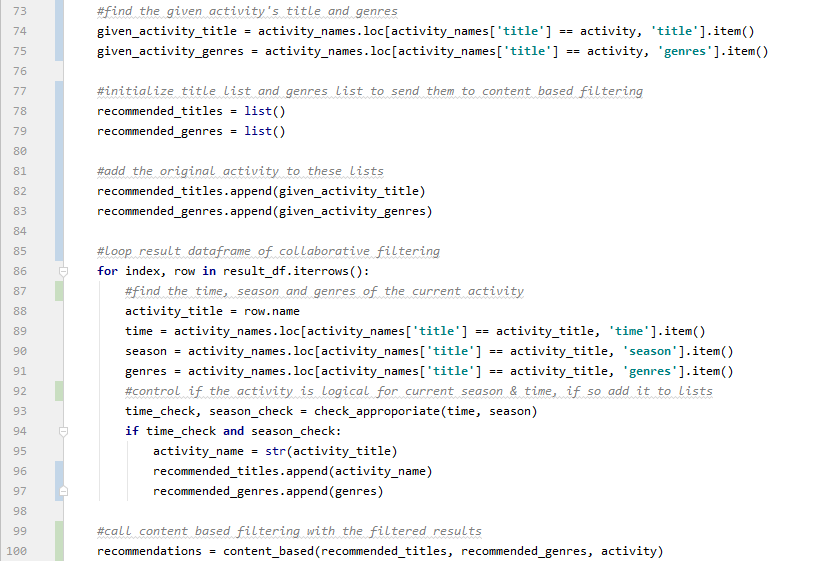 73 #find the given activity's title and genres
74 given_activity_title = activity_names.loc[activity_names['title'] == activity, 'title'].item()
75 given_activity_genres = activity_names.loc[activity_names['title'] == activity, 'genres'].item()
76
77 #initialize title list and genres list to send them to content based filtering
78 recommended_titles = list()
79 recommended_genres = list()
80
81 #add the original activity to these lists
82 recommended_titles.append(given_activity_title)
83 recommended_genres.append(given_activity_genres)
84
85 #loop result dataframe of collaborative filtering
86 for index, row in result_df.iterrows():
87 #find the time, season and genres of the current activity
88 activity_title = row.name
89 time = activity_names.loc[activity_names['title'] == activity_title, 'time'].item()
90 season = activity_names.loc[activity_names['title'] == activity_title, 'season'].item()
91 genres = activity_names.loc[activity_names['title'] == activity_title, 'genres'].item()
92 #control if the activity is logical for current season & time, if so add it to lists
93 time_check, season_check = check_approporiate(time, season)
94 if time_check and season_check:
95 activity_name = str(activity_title)
96 recommended_titles.append(activity_name)
97 recommended_genres.append(genres)
98
99 #call content based filtering with the filtered results
100 recommendations = content_based(recommended_titles, recommended_genres, activity)